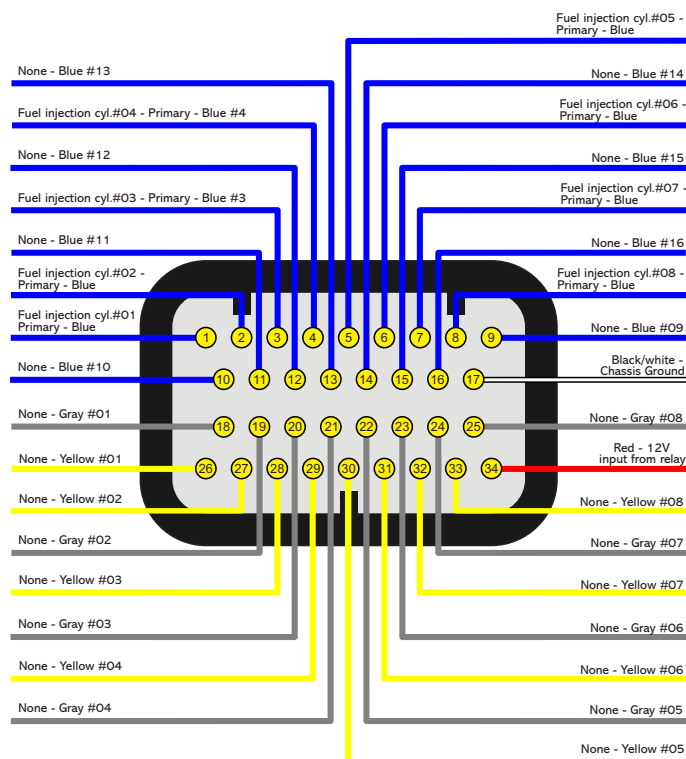 Fuel injection cyl.#05 -
Primary - Blue
None - Blue #13
None - Blue #14
Fuel injection cyl.#04 - Primary - Blue #4
Fuel injection cyl.#06 -
Primary - Blue
None - Blue #12
None - Blue #15
Fuel injection cyl.#03 - Primary - Blue #3
Fuel injection cyl.#07 -
Primary - Blue
None - Blue #11
None - Blue #16
Fuel injection cyl.#02 -
Primary - Blue
Fuel injection cyl.#08 -
Primary - Blue
Fuel injection cyl.#01
Primary - Blue
1 2 3 4 5 6 7 8 9
None - Blue #09
None - Blue #10
10 11 12 13 14 15 16 17
Black/white -
Chassis Ground
None - Gray #01
18 19 20 21 22 23 24 25
None - Gray #08
None - Yellow #01
26 27 28 29 30 31 32 33 34
Red - 12V
input from relay
None - Yellow #02
None - Yellow #08
None - Gray #02
None - Gray #07
None - Yellow #03
None - Yellow #07
None - Gray #03
None - Gray #06
None - Yellow #04
None - Yellow #06
None - Gray #04
None - Gray #05
None - Yellow #05